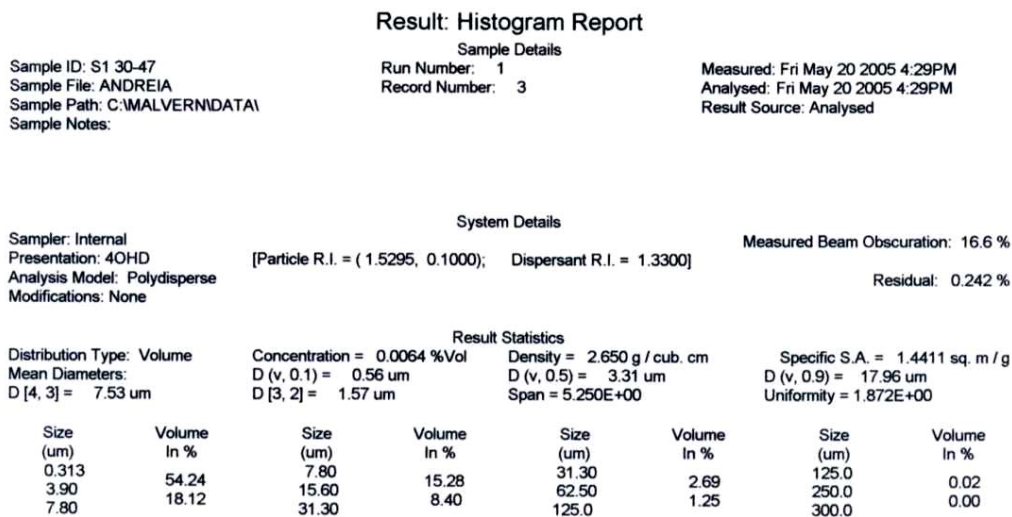 Result: Histogram Report
Sample Details
Sample ID: S1 30-47 Run Number: 1 Measured: Fri May 20 2005 4:29PM
Sample File: ANDREIA Record Number: 3 Analysed: Fri May 20 2005 4:29PM
Sample Path: C:\MALVERN\DATA\ Result Source: Analysed
Sample Notes:
System Details
Sampler: Internal Measured Beam Obscuration: 16.6 %
Presentation: 4OHD [Particle R.I. = ( 1.5295, 0.1000); Dispersant R.I. = 1.3300]
Analysis Model: Polydisperse Residual: 0.242 %
Modifications: None
Result Statistics
Distribution Type: Volume Concentration = 0.0064 %Vol Density = 2.650 g / cub. cm Specific S.A. = 1.4411 sq. m / g
Mean Diameters: D (v, 0.1) = 0.56 um D (v, 0.5) = 3.31 um D (v, 0.9) = 17.96 um
D [4, 3] = 7.53 um D [3, 2] = 1.57 um Span = 5.250E+00 Uniformity = 1.872E+00
Size Volume Size Volume Size Volume Size Volume
(um) In % (um) In % (um) In % (um) In %
0.313 7.80 31.30 125.0
54.24 15.28 2.69 0.02
3.90 15.60 62.50 250.0
18.12 8.40 1.25 0.00
7.80 31.30 125.0 300.0